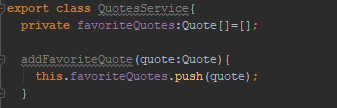 export class QuotesService{
private favoriteQuotes:Quote[]=[];
addFavoriteQuote(quote:Quote){
this.favoriteQuotes.push(quote);
}